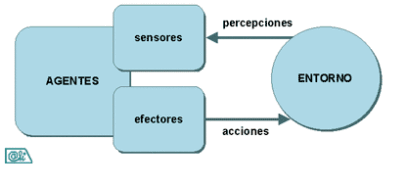 percepciones
sensores
AGENTES
ENTORNO
efectores
acciones